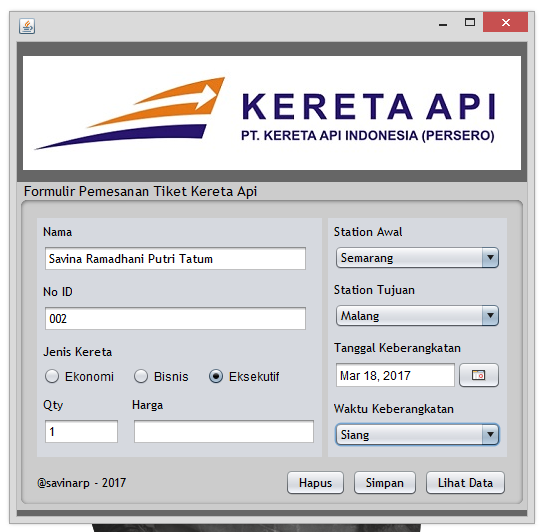 KERETA API
PT. KERETA API INDONESIA (PERSERO)
Formulir Pemesanan Tiket Kereta Api
Nama
Savina Ramadhani Putri Tatum
No ID
002
Jenis Kereta
Ekonomi
Bisnis
Eksekutif
Qty
Harga
1
Station Awal
Semarang
Station Tujuan
Malang
Tanggal Keberangkatan
Mar 18, 2017
Waktu Keberangkatan
Siang
@savinarp - 2017
Hapus
Simpan
Lihat Data